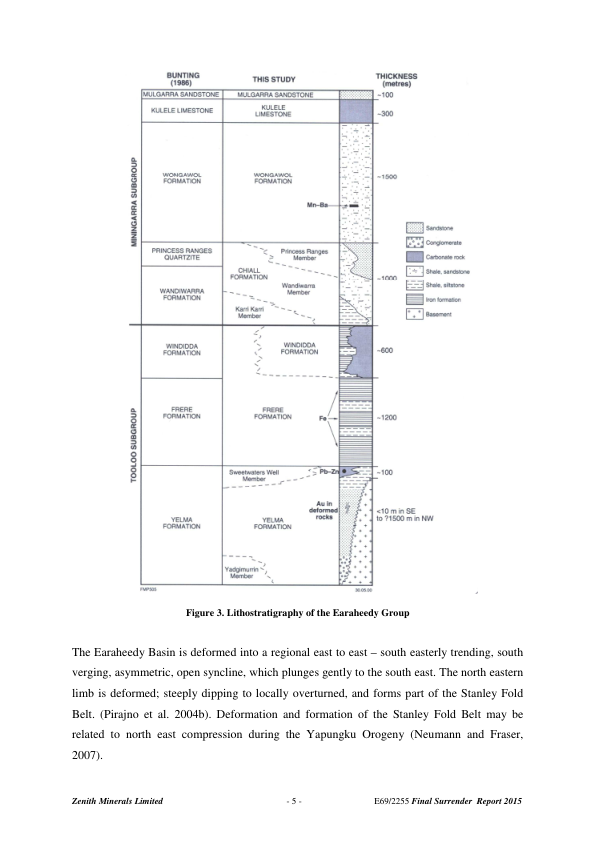 BUNTING
(1986)
THIS STUDY
THICKNESS
(metres)
MULGARRA SANDSTONE
MULGARRA SANDSTONE
~100
KULELE LIMESTONE
KULELE
LIMESTONE
~300
MININGARRA SUBGROUP
WONGAWOL
FORMATION
WONGAWOL
FORMATION
~1500
Mn–Ba
PRINCESS RANGES
QUARTZITE
Princess Ranges
Member
CHIALL
FORMATION
~1000
WANDIWARRA
FORMATION
Wandiwarra
Member
Karri Karri
Member
Sandstone
Conglomerate
Carbonate rock
Shale, sandstone
Shale, siltstone
Iron formation
Basement
TOOLOO SUBGROUP
WINDIDDA
FORMATION
WINDIDDA
FORMATION
~600
FRERE
FORMATION
FRERE
FORMATION
Fe
~1200
Sweetwaters Well
Member
Pb–Zn
~100
YELMA
FORMATION
YELMA
FORMATION
Au in
deformed
rocks
<10 m in SE
to ?1500 m in NW
Yadgimurrin
Member
Figure 3. Lithostratigraphy of the Earaheedy Group
The Earaheedy Basin is deformed into a regional east to east – south easterly trending, south
verging, asymmetric, open syncline, which plunges gently to the south east. The north eastern
limb is deformed; steeply dipping to locally overturned, and forms part of the Stanley Fold
Belt. (Pirajno et al. 2004b). Deformation and formation of the Stanley Fold Belt may be
related to north east compression during the Yapungku Orogeny (Neumann and Fraser,
2007).
Zenith Minerals Limited
- 5 -
E69/2255 Final Surrender Report 2015